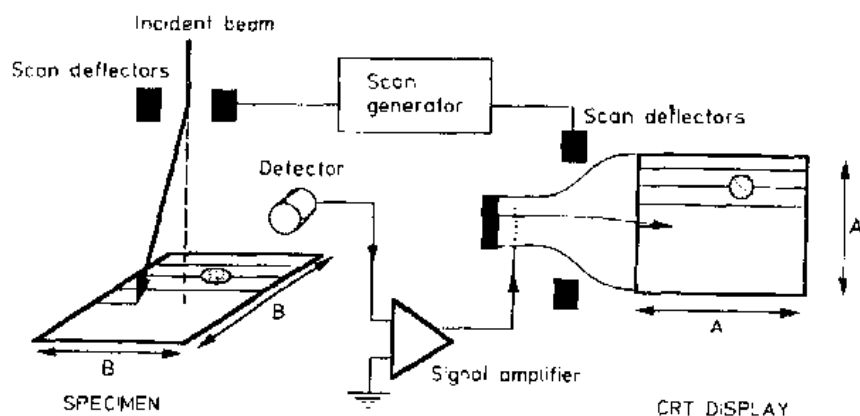 Incident beam
Scan deflectors
Scan generator
Scan deflectors
Detector
A
B
A
B
Signal amplifier
SPECIMEN
CRT DISPLAY